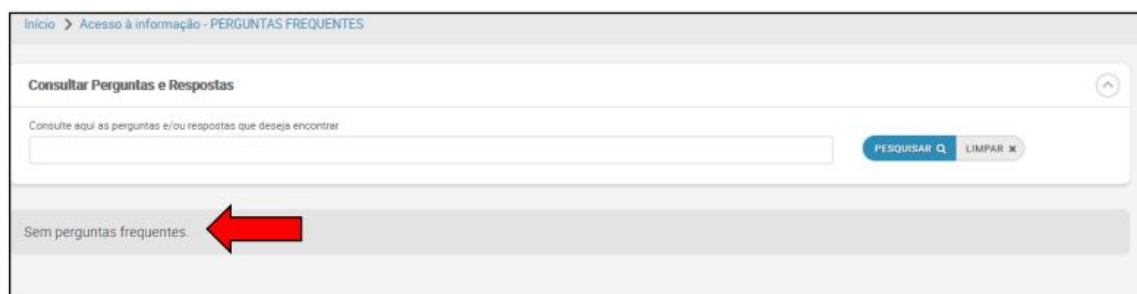 Início > Acesso à informação - PERGUNTAS FREQUENTES
Consultar Perguntas e Respostas
Consulte aqui as perguntas e/ou respostas que deseja encontrar
PESQUISAR LIMPAR ×
Sem perguntas frequentes.